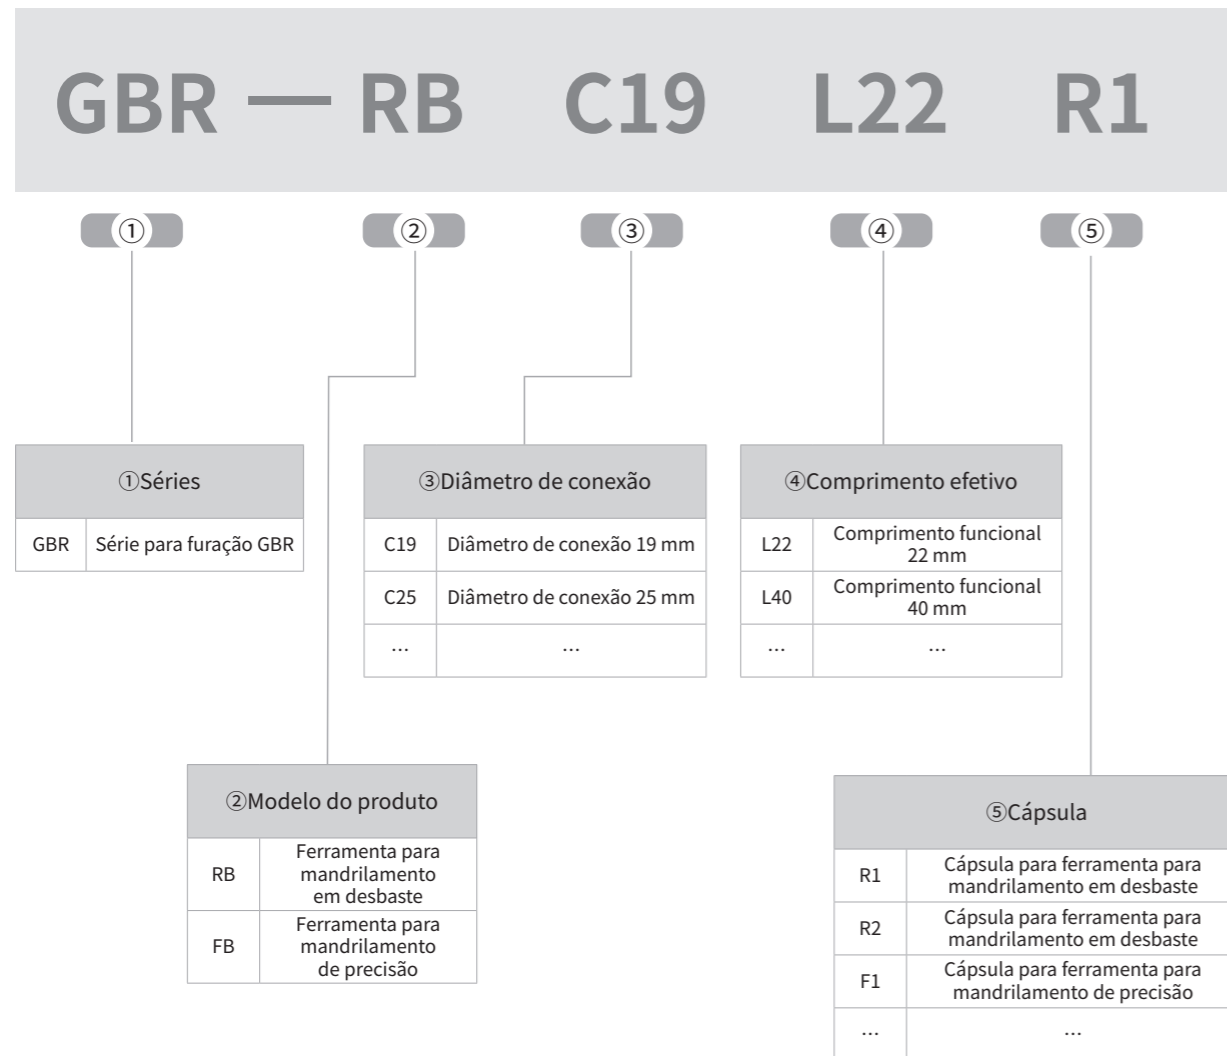 GBR — RB C19 L22 R1
① ② ③ ④ ⑤
①Séries
GBR Série para furação GBR
③Diâmetro de conexão
C19 Diâmetro de conexão 19 mm
C25 Diâmetro de conexão 25 mm
... ...
④Comprimento efetivo
L22 Comprimento funcional
22 mm
L40 Comprimento funcional
40 mm
... ...
②Modelo do produto
RB Ferramenta para
mandrilamento
em desbaste
FB Ferramenta para
mandrilamento
de precisão
⑤Cápsula
R1 Cápsula para ferramenta para
mandrilamento em desbaste
R2 Cápsula para ferramenta para
mandrilamento em desbaste
F1 Cápsula para ferramenta para
mandrilamento de precisão
... ...